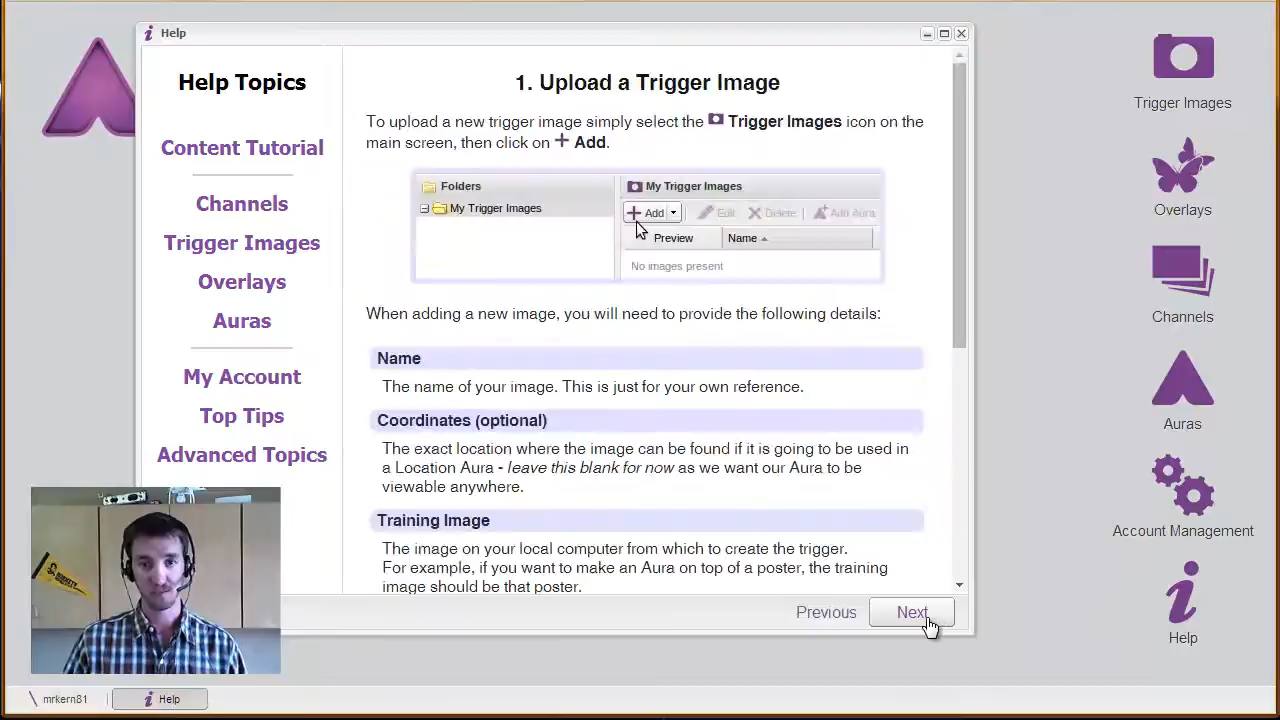 Help
Help Topics
Content Tutorial
Channels
Trigger Images
Overlays
Auras
My Account
Top Tips
Advanced Topics
1. Upload a Trigger Image
To upload a new trigger image simply select the Trigger Images icon on the
main screen, then click on + Add.
Folders
My Trigger Images
My Trigger Images
Add
Edit
Delete
Add Aura
Preview
Name
No images present
When adding a new image, you will need to provide the following details:
Name
The name of your image. This is just for your own reference.
Coordinates (optional)
The exact location where the image can be found if it is going to be used in
a Location Aura - leave this blank for now as we want our Aura to be
viewable anywhere.
Training Image
The image on your local computer from which to create the trigger.
For example, if you want to make an Aura on top of a poster, the training
image should be that poster.
Previous
Next
Trigger Images
Overlays
Channels
Auras
Account Management
Help
mrkern81
Help